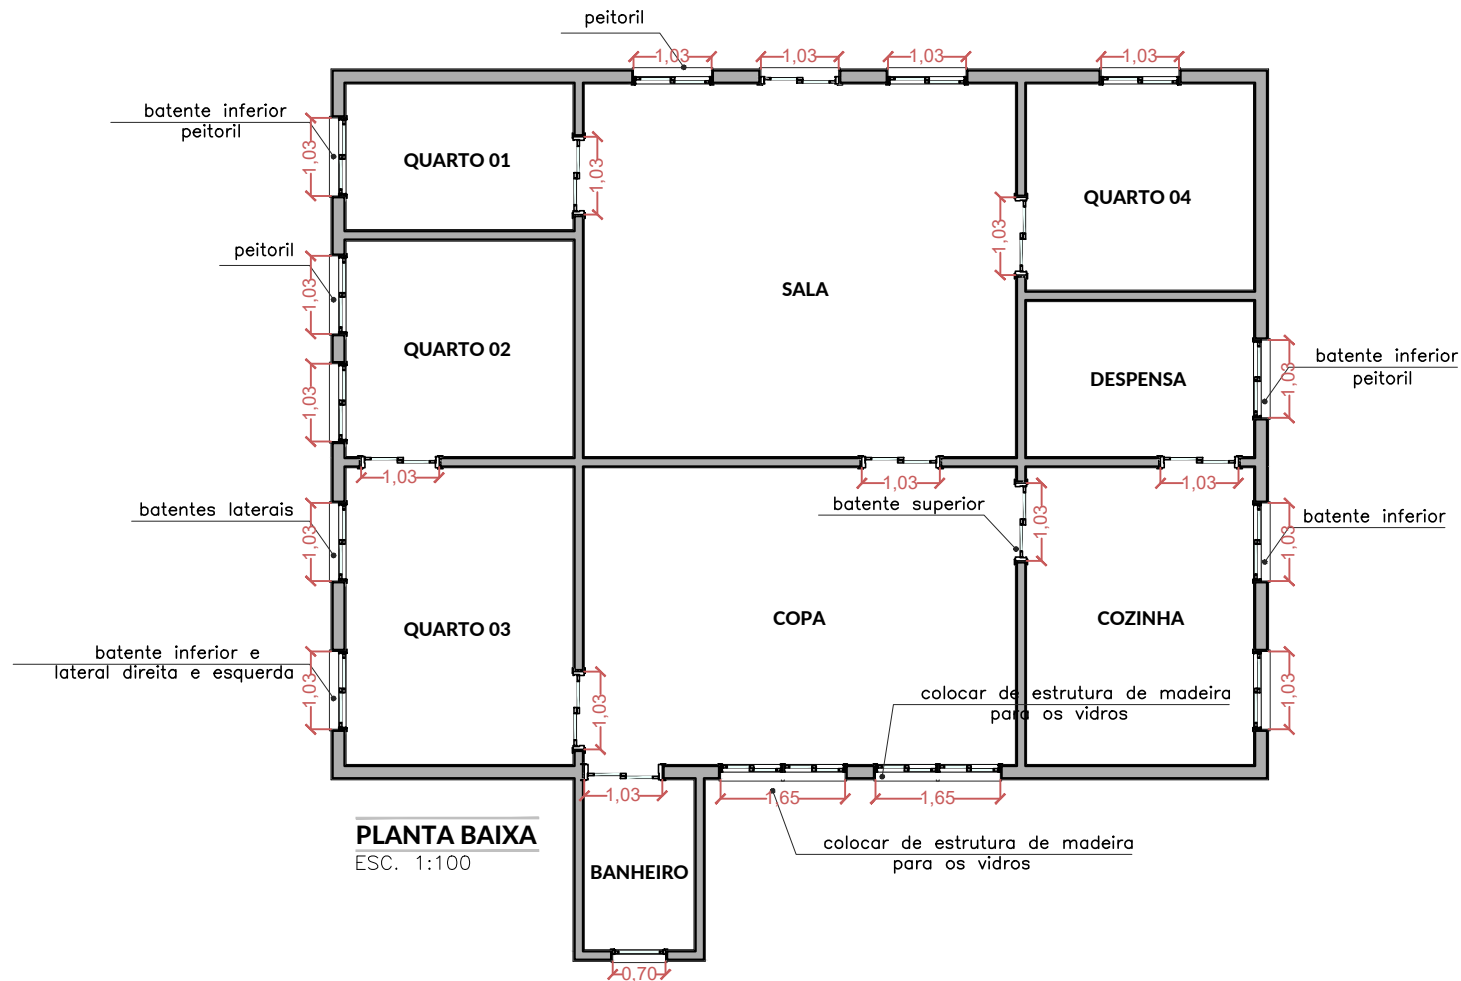 peitoril
1,03
1,03
1,03
1,03
batente inferior
peitoril
1,03
QUARTO 01
1,03
QUARTO 04
1,03
peitoril
1,03
SALA
QUARTO 02
batente inferior
peitoril
1,03
DESPENSA
1,03
1,03
1,03
1,03
batentes laterais
1,03
batente superior
1,03
batente inferior
1,03
QUARTO 03
COPA
COZINHA
batente inferior e
lateral direita e esquerda
1,03
1,03
colocar de estrutura de madeira
para os vidros
1,03
1,03
1,65
1,65
PLANTA BAIXA
ESC. 1:100
colocar de estrutura de madeira
para os vidros
BANHEIRO
0,70